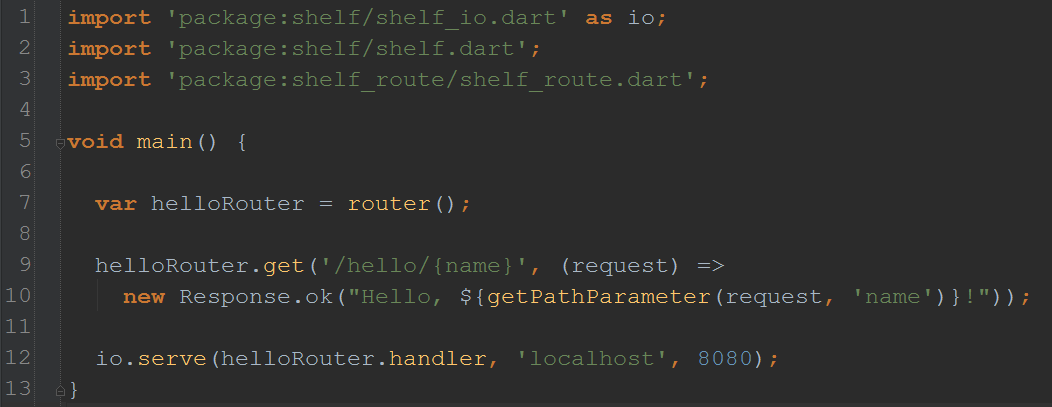 1 import 'package:shelf/shelf_io.dart' as io;
2 import 'package:shelf/shelf.dart';
3 import 'package:shelf_route/shelf_route.dart';
4
5 void main() {
6
7 var helloRouter = router();
8
9 helloRouter.get('/hello/{name}', (request) =>
10 new Response.ok("Hello, ${getPathParameter(request, 'name')}!"));
11
12 io.serve(helloRouter.handler, 'localhost', 8080);
13 }